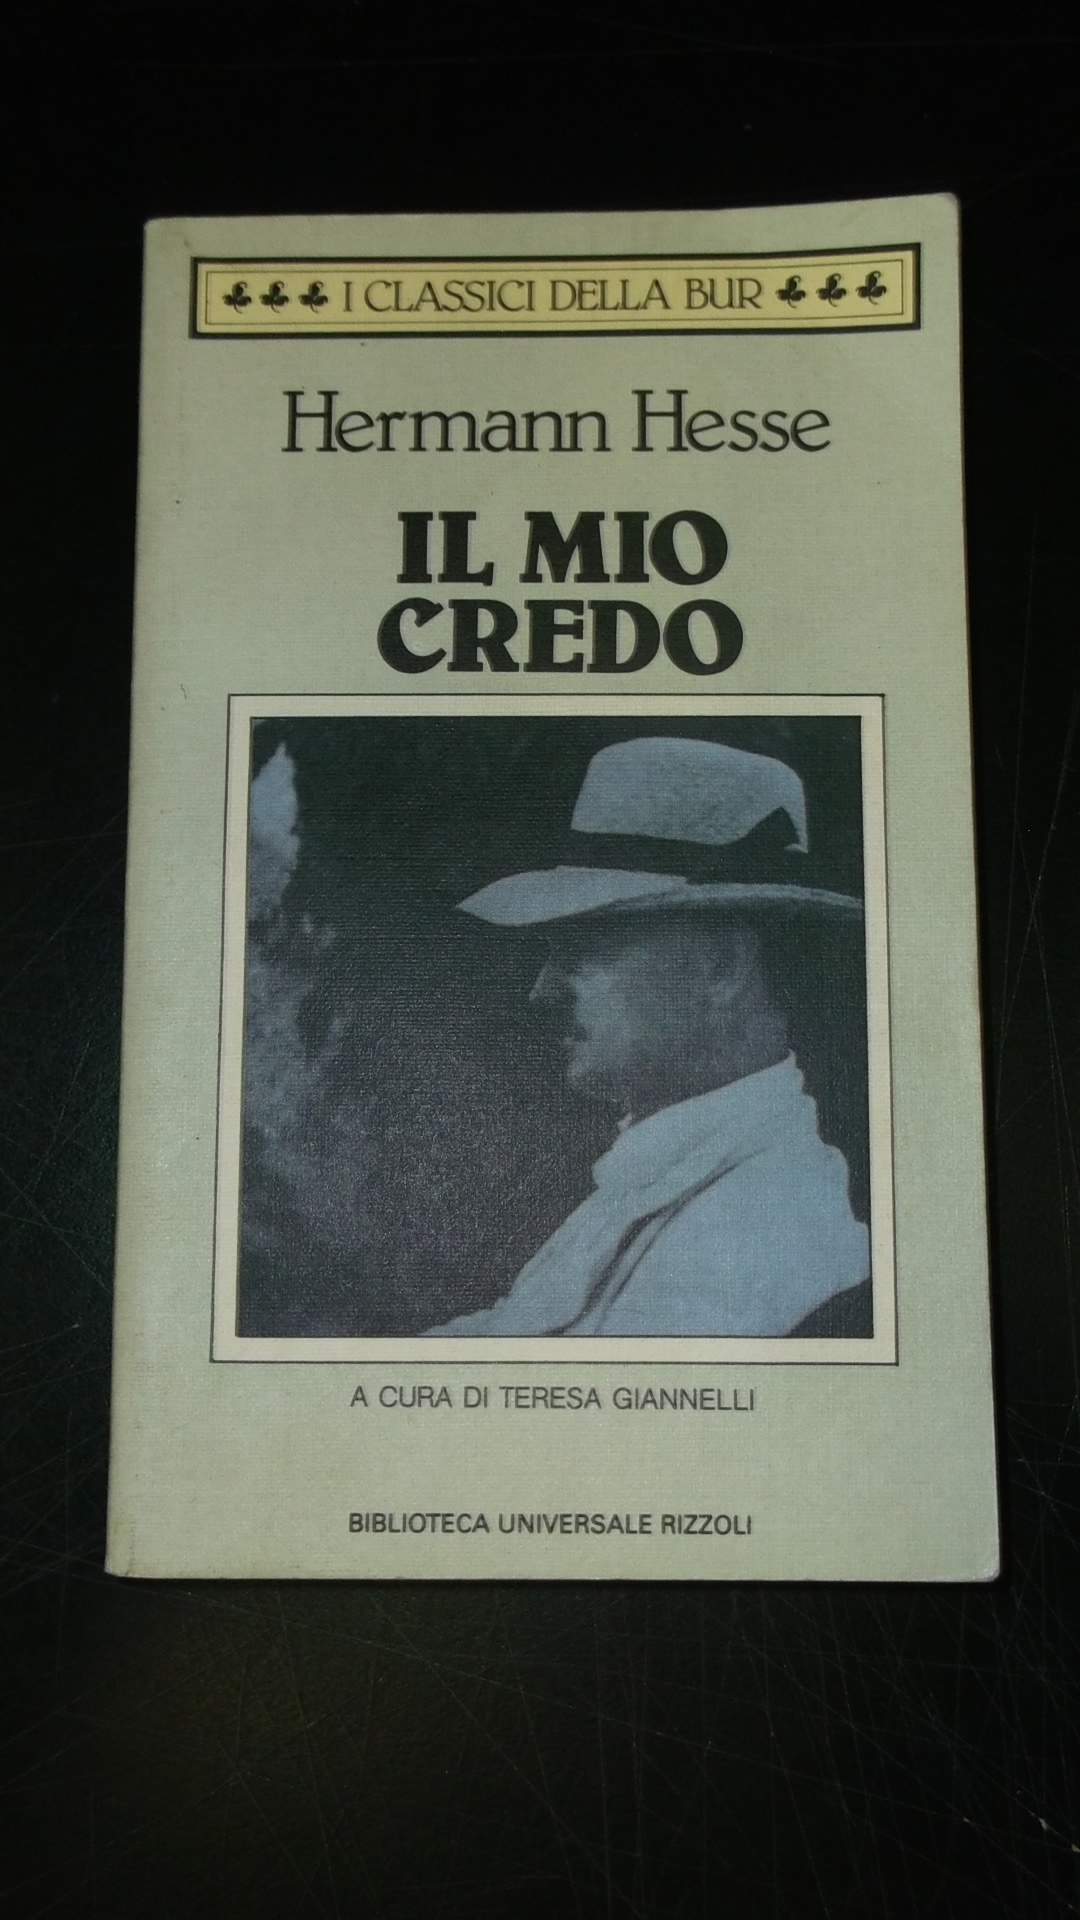 I CLASSICI DELLA BUR
Hermann Hesse
IL MIO
CREDO
A CURA DI TERESA GIANNELLI
BIBLIOTECA UNIVERSALE RIZZOLI